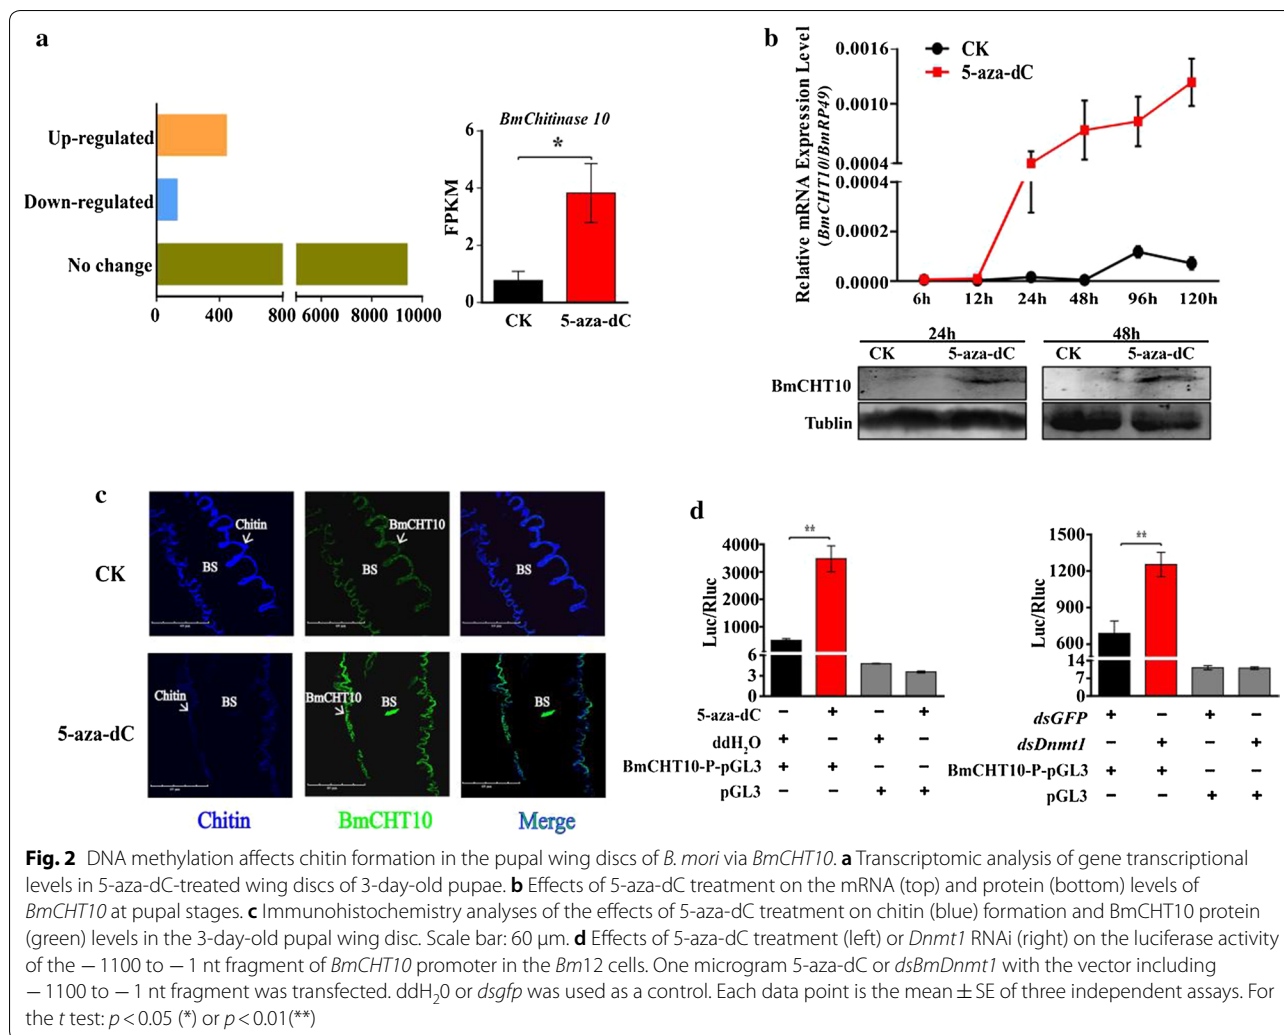 a
Up-regulated
Down-regulated
No change
0 400 800 6000 8000 10000
BmChitinase 10
*
FPKM
6
4
2
0
CK 5-aza-dC
b
Relative mRNA Expression Level
(BmCHT10/BmRP49)
CK
5-aza-dC
0.0016
0.0010
0.0004
0.0004
0.0002
0.0000
6h 12h 24h 48h 96h 120h
24h 48h
CK 5-aza-dC CK 5-aza-dC
BmCHT10
Tublin
c
CK
Chitin
BS
BmCHT10
BS
BS
5-aza-dC
Chitin
BS
BmCHT10
BS
BS
Chitin BmCHT10 Merge
d
**
Luc/Rluc
4000
3000
2000
1000
6
3
0
5-aza-dC − + − +
ddH₂O + − + −
BmCHT10-P-pGL3 + + − −
pGL3 − − + +
**
Luc/Rluc
1500
1200
900
600
14
7
0
dsGFP + − + −
dsDnmt1 − + − +
BmCHT10-P-pGL3 + + − −
pGL3 − − + +
Fig. 2 DNA methylation affects chitin formation in the pupal wing discs of B. mori via BmCHT10. a Transcriptomic analysis of gene transcriptional
levels in 5-aza-dC-treated wing discs of 3-day-old pupae. b Effects of 5-aza-dC treatment on the mRNA (top) and protein (bottom) levels of
BmCHT10 at pupal stages. c Immunohistochemistry analyses of the effects of 5-aza-dC treatment on chitin (blue) formation and BmCHT10 protein
(green) levels in the 3-day-old pupal wing disc. Scale bar: 60 μm. d Effects of 5-aza-dC treatment (left) or Dnmt1 RNAi (right) on the luciferase activity
of the − 1100 to − 1 nt fragment of BmCHT10 promoter in the Bm12 cells. One microgram 5-aza-dC or dsBmDnmt1 with the vector including
− 1100 to − 1 nt fragment was transfected. ddH₂0 or dsgfp was used as a control. Each data point is the mean ± SE of three independent assays. For
the t test: p < 0.05 (*) or p < 0.01(**)